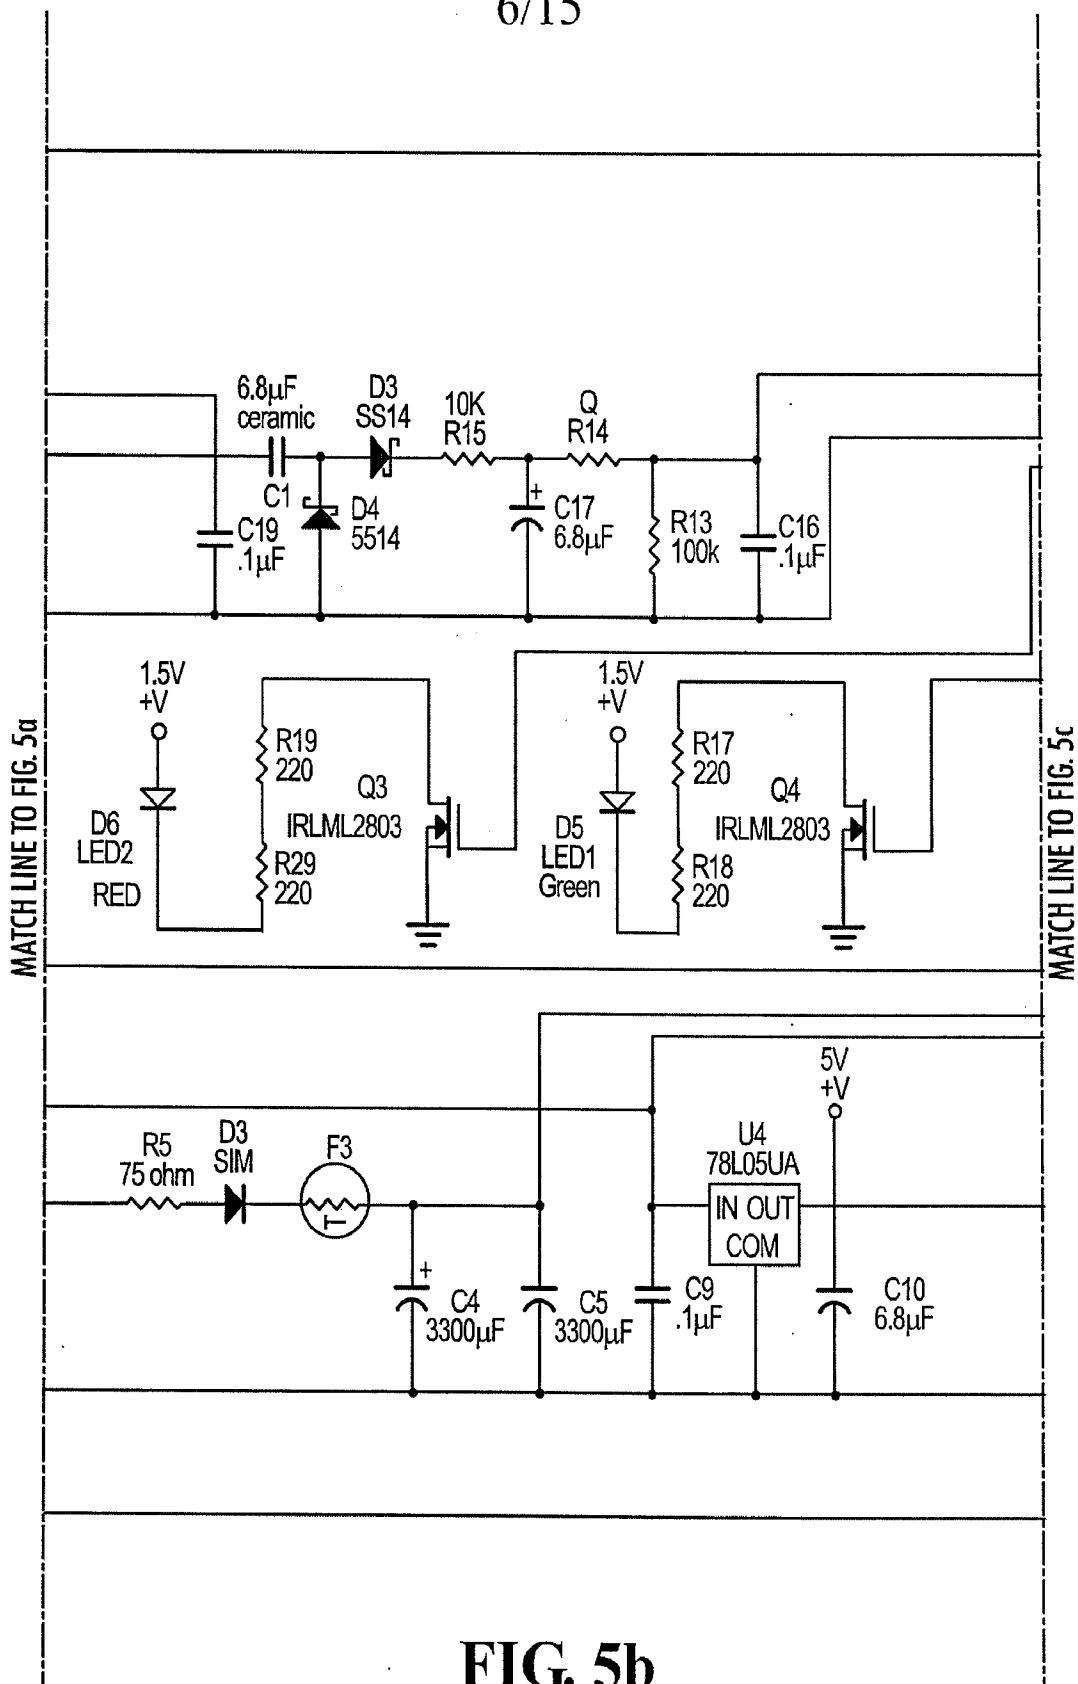 6/15
6.8µF
ceramic
C1
D3
SS14
10K
R15
Q
R14
C19
.1µF
D4
5514
+
C17
6.8µF
R13
100k
C16
.1µF
1.5V
+V
R19
220
Q3
IRLML2803
D6
LED2
RED
R29
220
1.5V
+V
R17
220
Q4
IRLML2803
D5
LED1
Green
R18
220
MATCH LINE TO FIG. 5a
MATCH LINE TO FIG. 5c
R5
75 ohm
D3
SIM
F3
T
5V
+V
U4
78L05UA
IN OUT
COM
+
C4
3300µF
C5
3300µF
C9
.1µF
C10
6.8µF
FIG. 5b